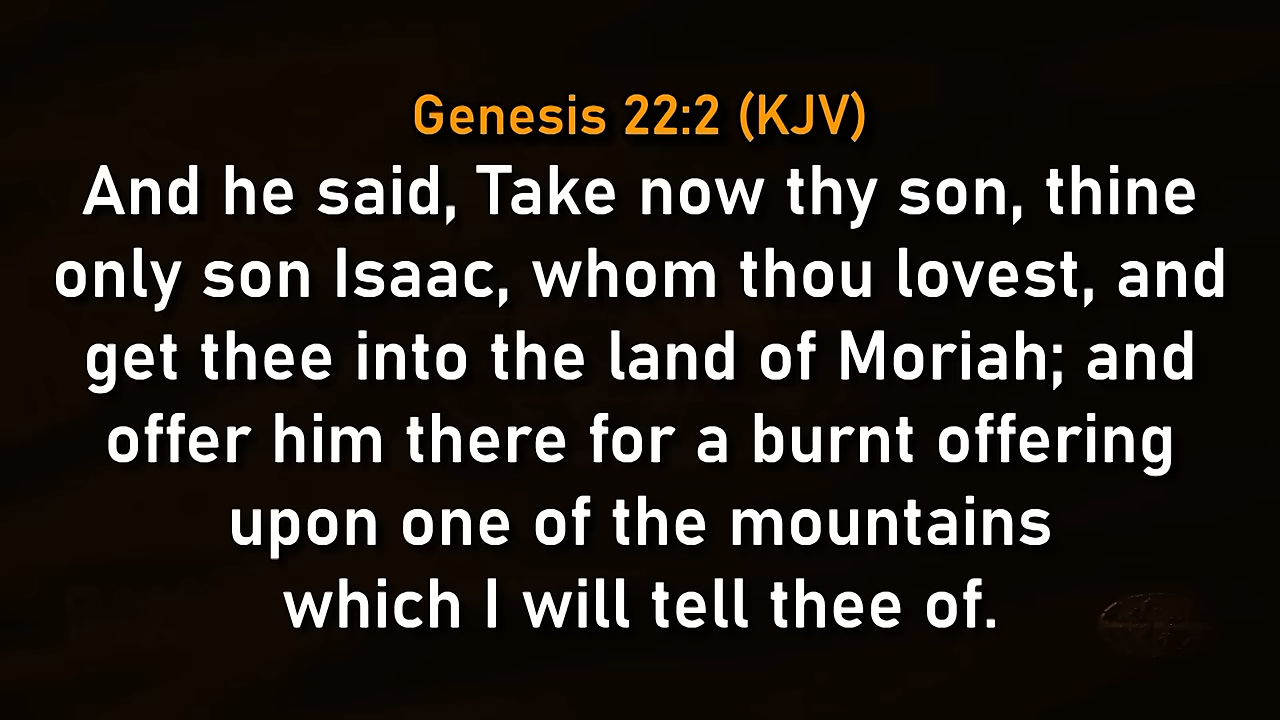 Genesis 22:2 (KJV)
And he said, Take now thy son, thine
only son Isaac, whom thou lovest, and
get thee into the land of Moriah; and
offer him there for a burnt offering
upon one of the mountains
which I will tell thee of.